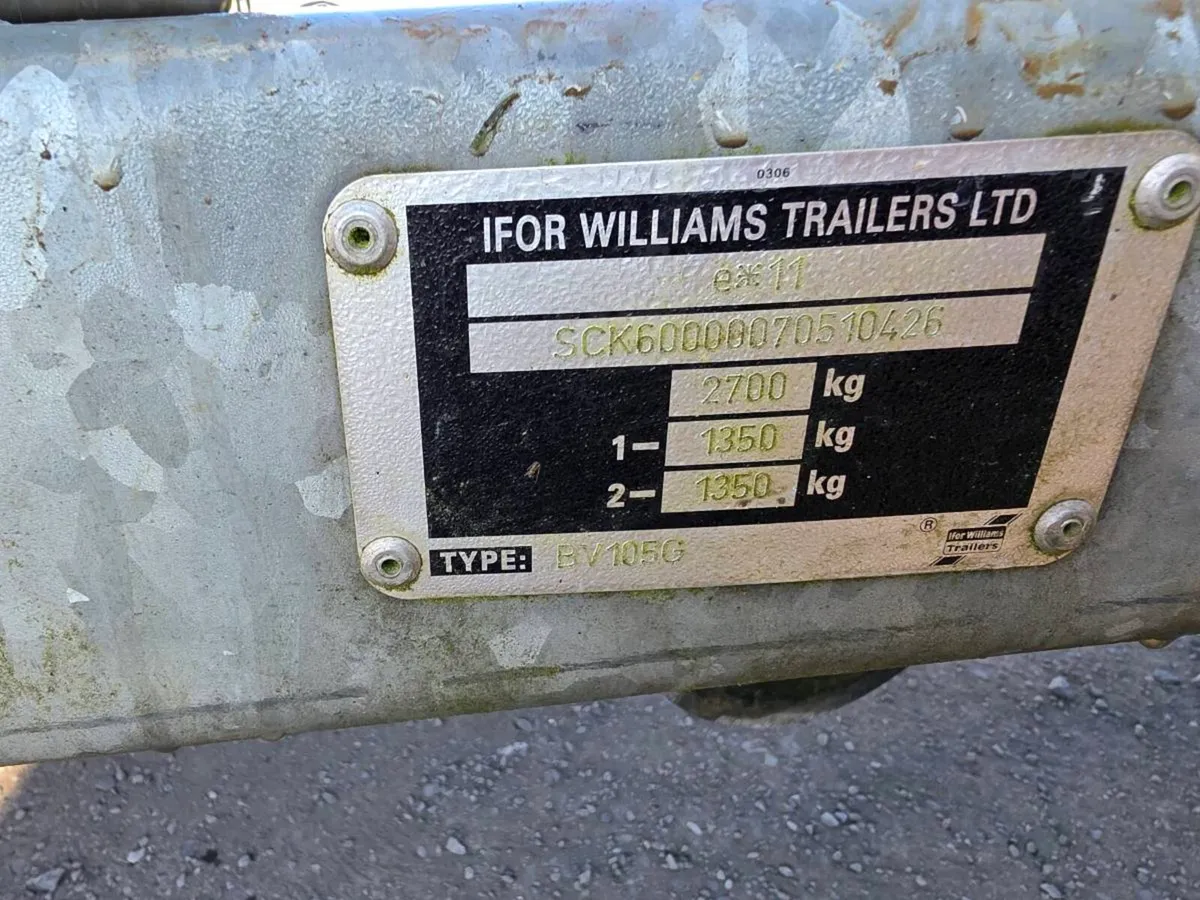 0306
IFOR WILLIAMS TRAILERS LTD
e*11
SCK60000070510426
2700 kg
1– 1350 kg
2– 1350 kg
TYPE: BV105G
®
Ifor Williams
Trailers